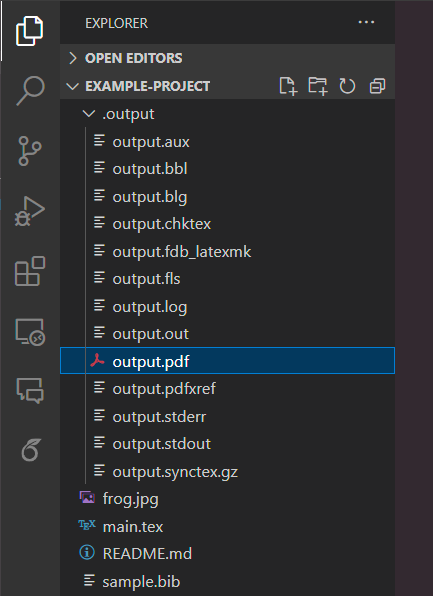 EXPLORER
OPEN EDITORS
EXAMPLE-PROJECT
.output
output.aux
output.bbl
output.blg
output.chktex
output.fdb_latexmk
output.fls
output.log
output.out
output.pdf
output.pdfxref
output.stderr
output.stdout
output.synctex.gz
frog.jpg
TEX main.tex
README.md
sample.bib